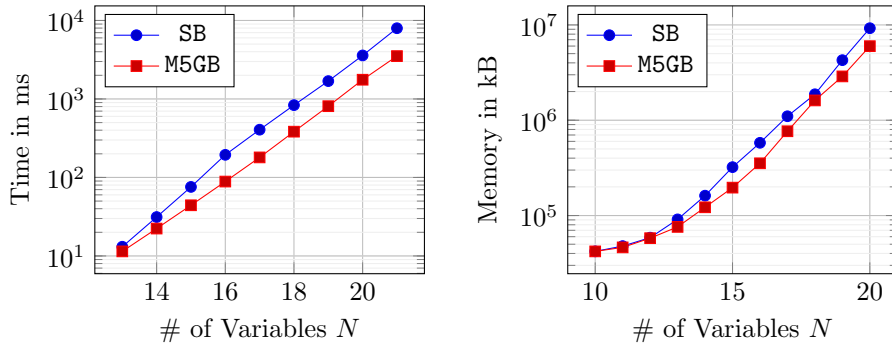 SB
M5GB
10^4
10^3
10^2
10^1
Time in ms
14 16 18 20
# of Variables N
SB
M5GB
10^7
10^6
10^5
Memory in kB
10 15 20
# of Variables N